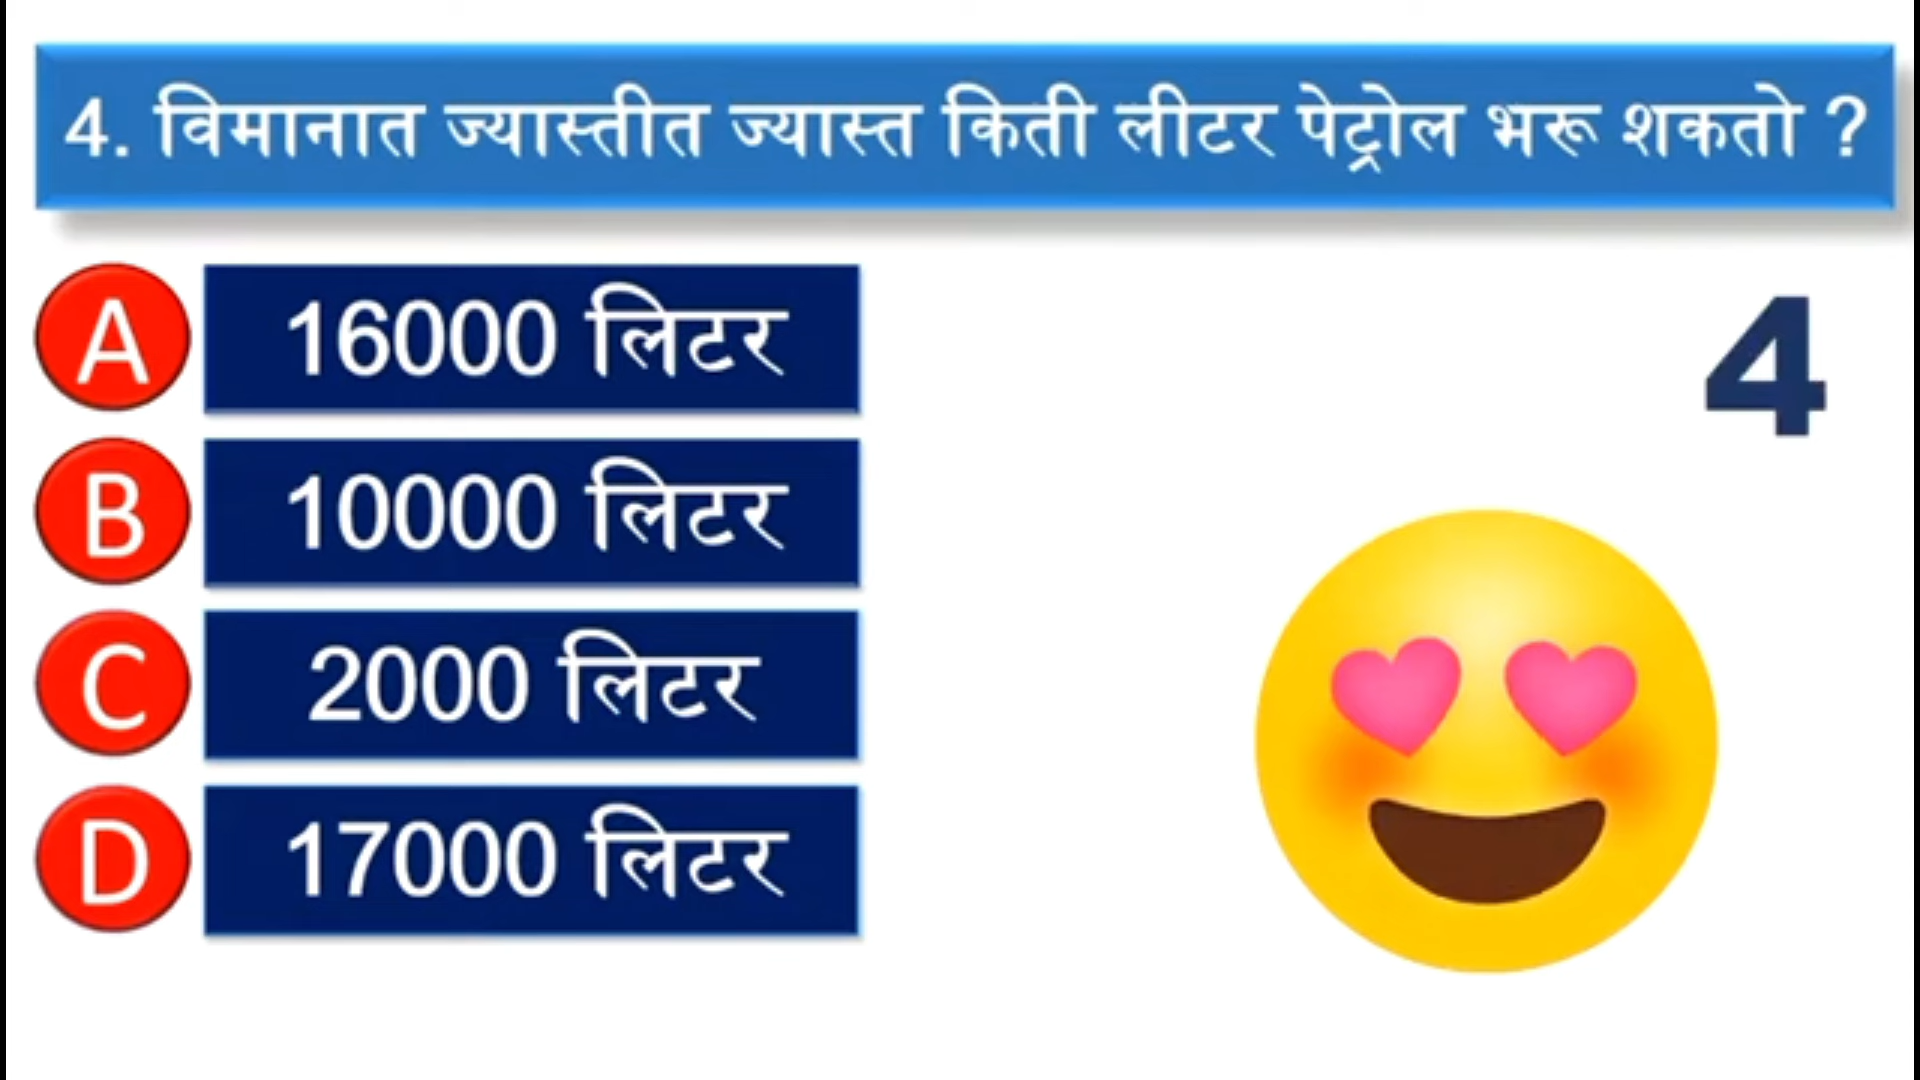 4. विमानात ज्यास्तीत ज्यास्त किती लीटर पेट्रोल भरू शकतो ?
A 16000 लिटर
4
B 10000 लिटर
C 2000 लिटर
D 17000 लिटर